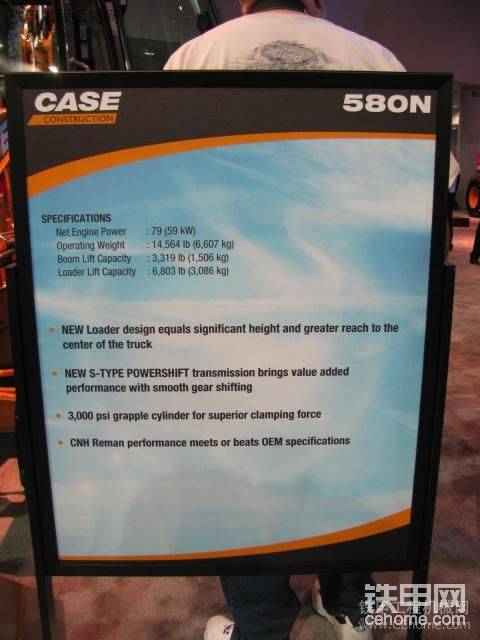 CASE
CONSTRUCTION
580N
SPECIFICATIONS
Net Engine Power : 79 (59 kW)
Operating Weight : 14,564 lb (6,607 kg)
Boom Lift Capacity : 3,319 lb (1,506 kg)
Loader Lift Capacity : 6,803 lb (3,086 kg)
• NEW Loader design equals significant height and greater reach to the
center of the truck
• NEW S-TYPE POWERSHIFT transmission brings value added
performance with smooth gear shifting
• 3,000 psi grapple cylinder for superior clamping force
• CNH Reman performance meets or beats OEM specifications
铁甲网
cehome.com